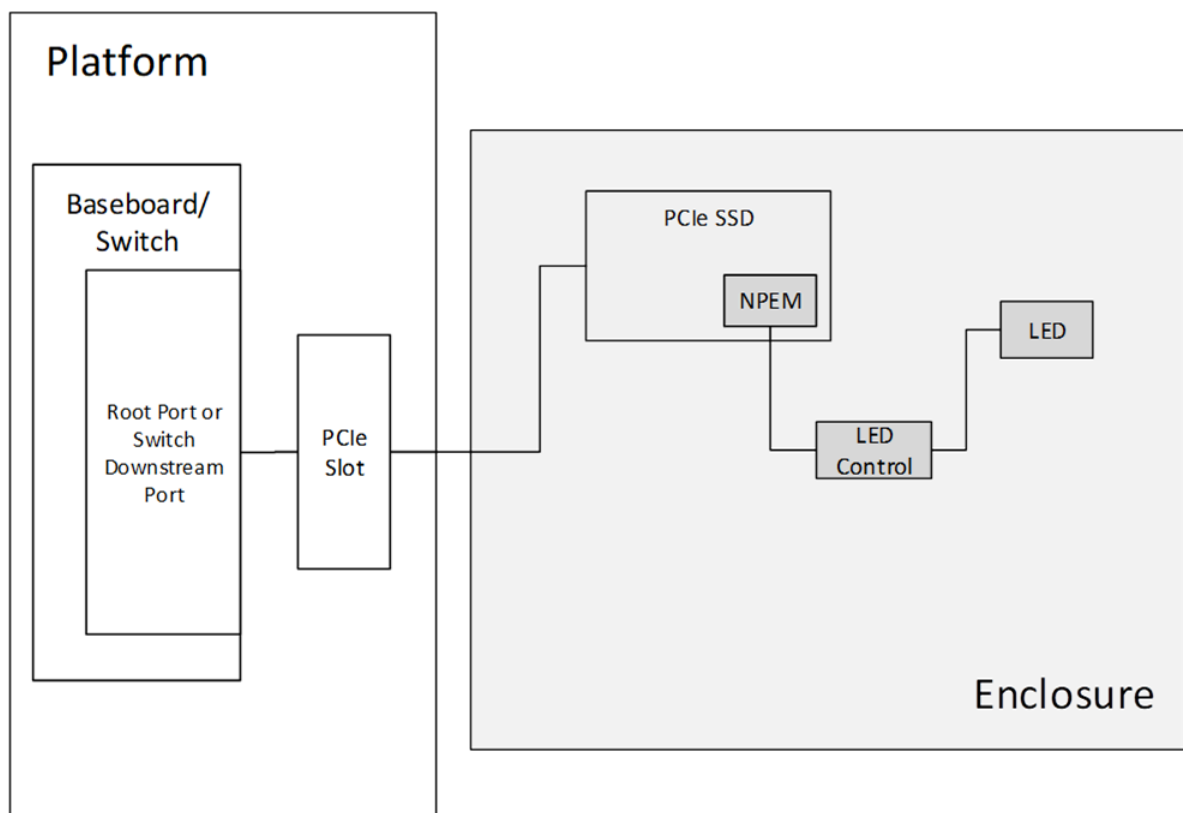 Platform
Baseboard/
Switch
Root Port or
Switch
Downstream
Port
PCIe
Slot
PCIe SSD
NPEM
LED
LED
Control
Enclosure